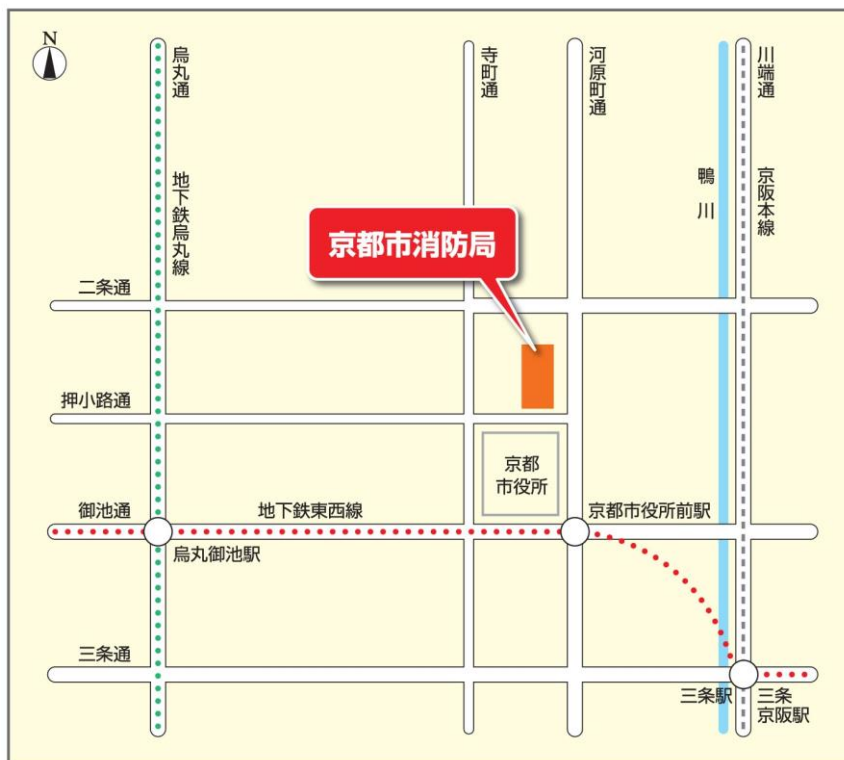 N
烏丸通
寺町通
河原町通
川端通
地下鉄烏丸線
鴨川
京阪本線
京都市消防局
二条通
押小路通
京都
市役所
御池通
地下鉄東西線
京都市役所前駅
烏丸御池駅
三条通
三条駅
三条
京阪駅